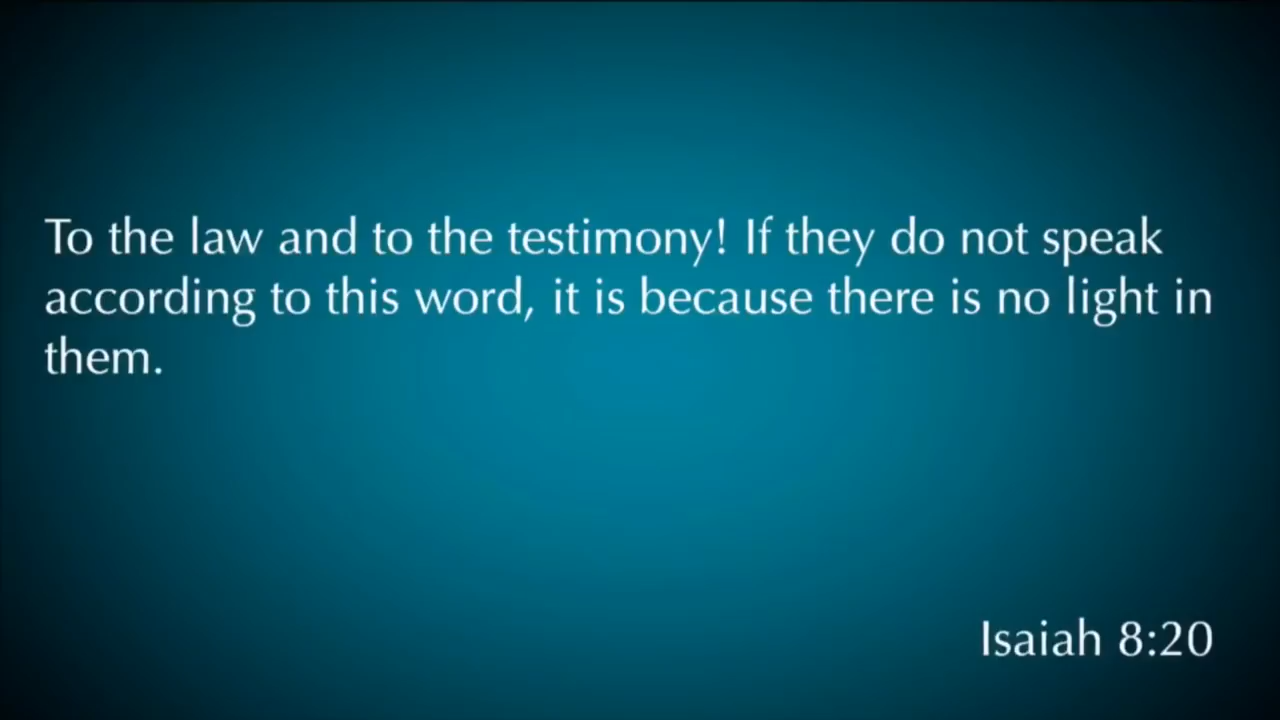 To the law and to the testimony! If they do not speak
according to this word, it is because there is no light in
them.
Isaiah 8:20